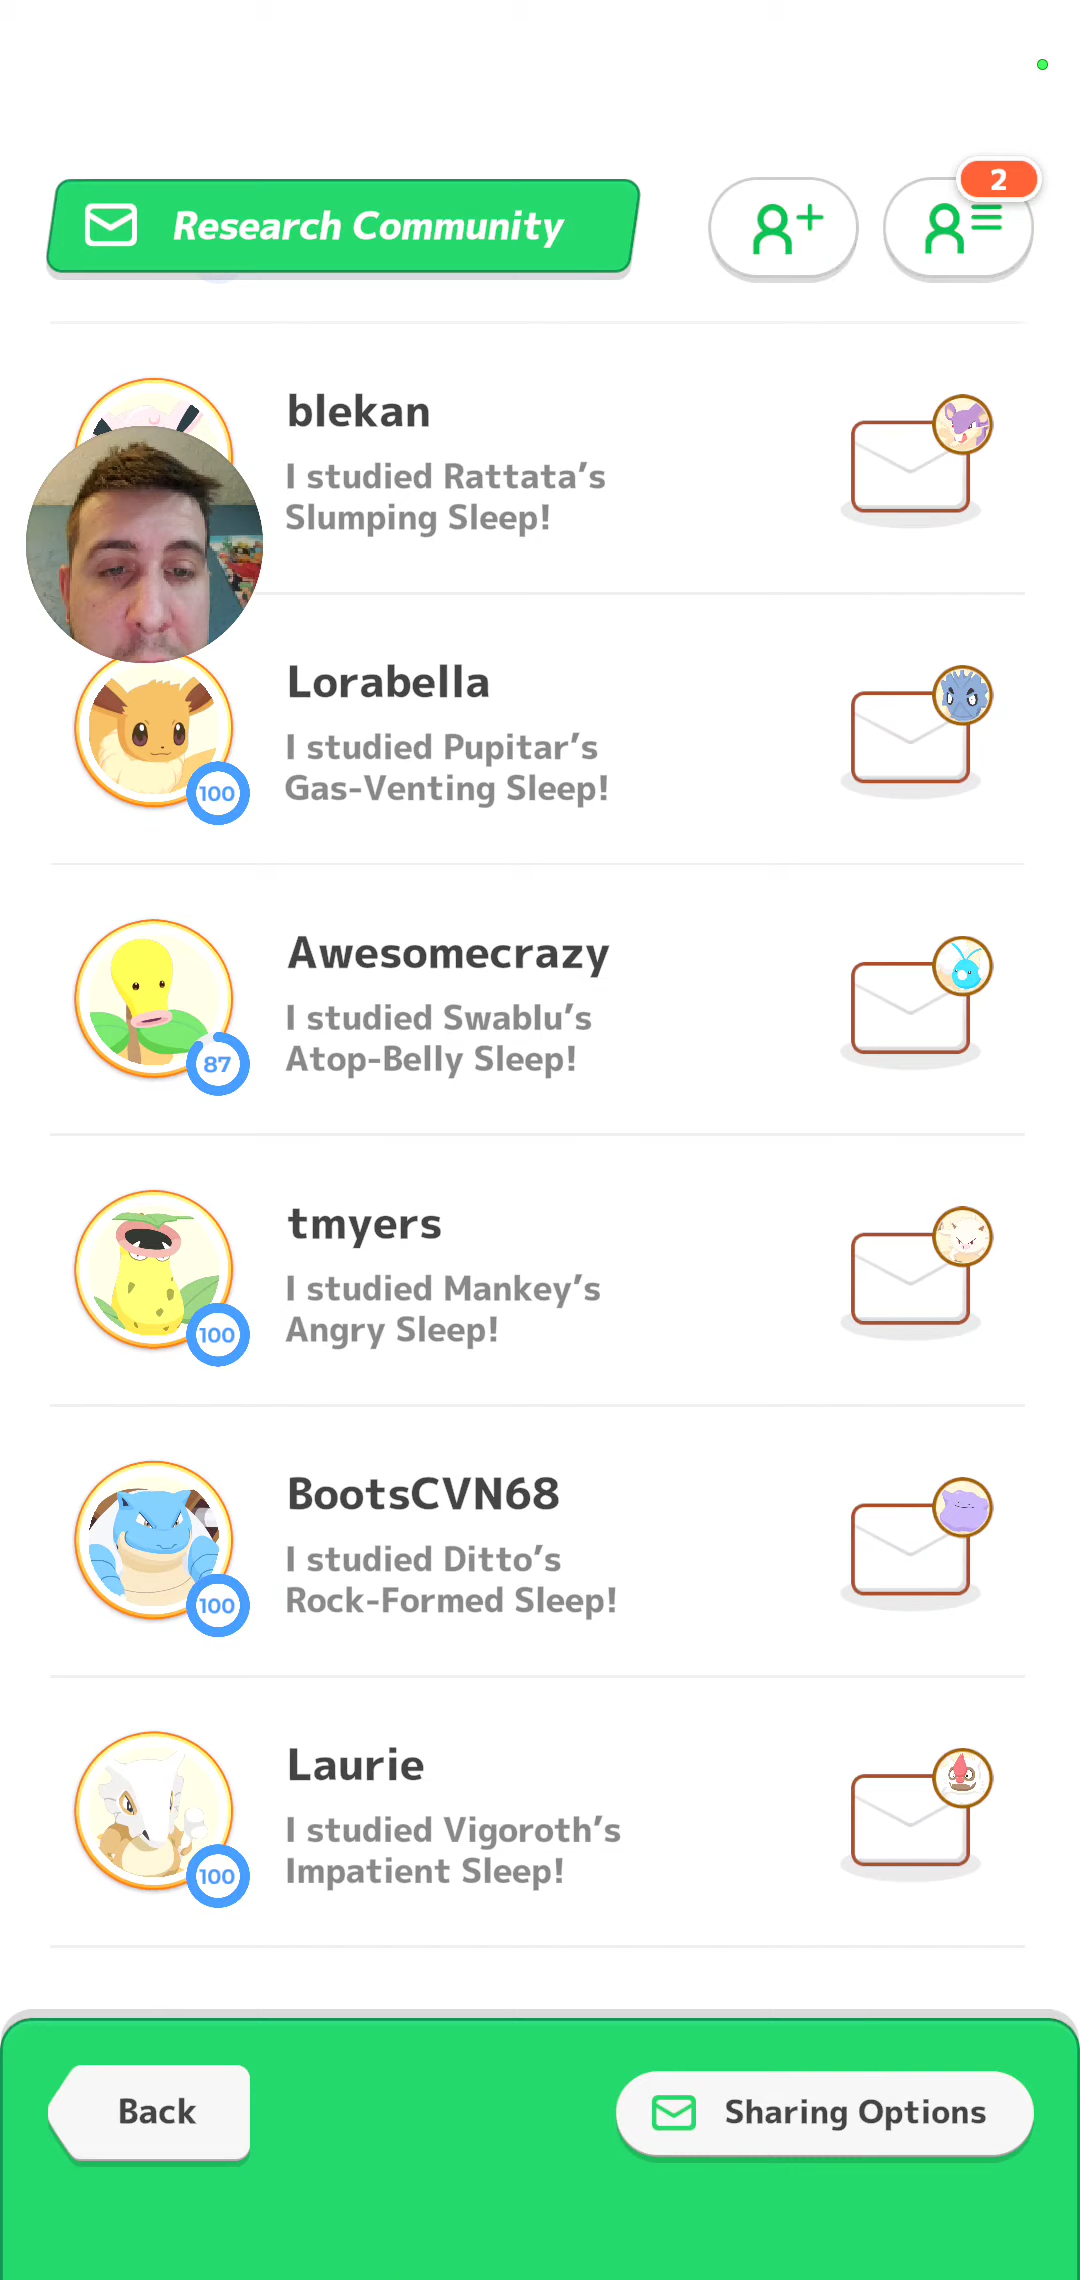 2
Research Community
blekan
I studied Rattata's
Slumping Sleep!
Lorabella
I studied Pupitar's
Gas-Venting Sleep!
100
Awesomecrazy
I studied Swablu's
Atop-Belly Sleep!
87
tmyers
I studied Mankey's
Angry Sleep!
100
BootsCVN68
I studied Ditto's
Rock-Formed Sleep!
100
Laurie
I studied Vigoroth's
Impatient Sleep!
100
Back
Sharing Options